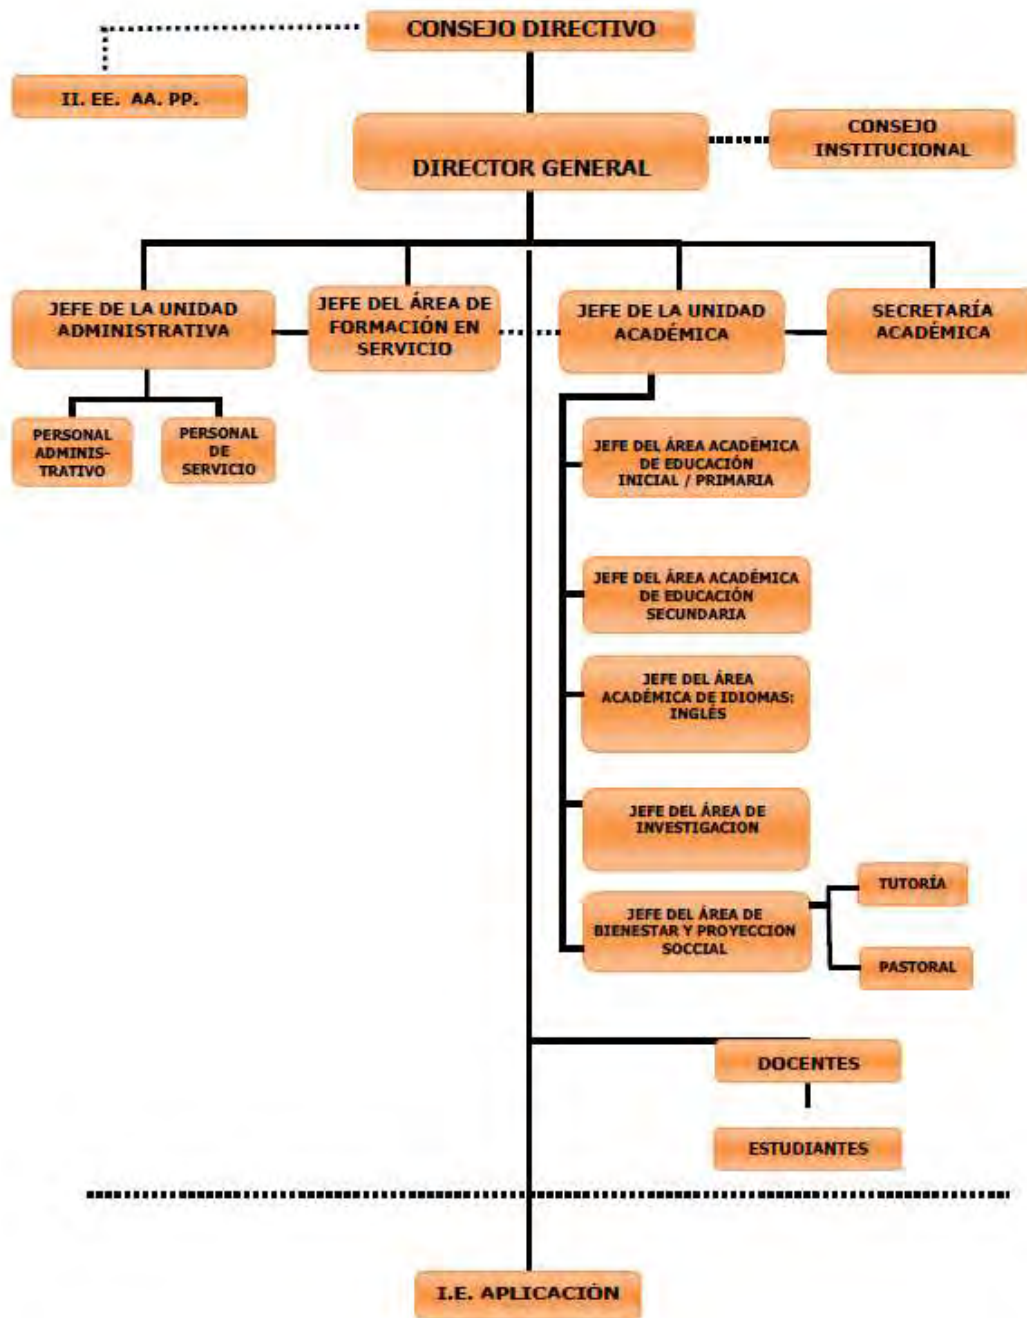 CONSEJO DIRECTIVO
II. EE. AA. PP.
DIRECTOR GENERAL
CONSEJO
INSTITUCIONAL
JEFE DE LA UNIDAD
ADMINISTRATIVA
JEFE DEL ÁREA DE
FORMACIÓN EN
SERVICIO
JEFE DE LA UNIDAD
ACADÉMICA
SECRETARÍA
ACADÉMICA
PERSONAL
ADMINIS-
TRATIVO
PERSONAL
DE
SERVICIO
JEFE DEL ÁREA ACADÉMICA
DE EDUCACIÓN
INICIAL / PRIMARIA
JEFE DEL ÁREA ACADÉMICA
DE EDUCACIÓN
SECUNDARIA
JEFE DEL ÁREA
ACADÉMICA DE IDIOMAS:
INGLÉS
JEFE DEL ÁREA DE
INVESTIGACION
JEFE DEL ÁREA DE
BIENESTAR Y PROYECCION
SOCCIAL
TUTORÍA
PASTORAL
DOCENTES
ESTUDIANTES
I.E. APLICACIÓN